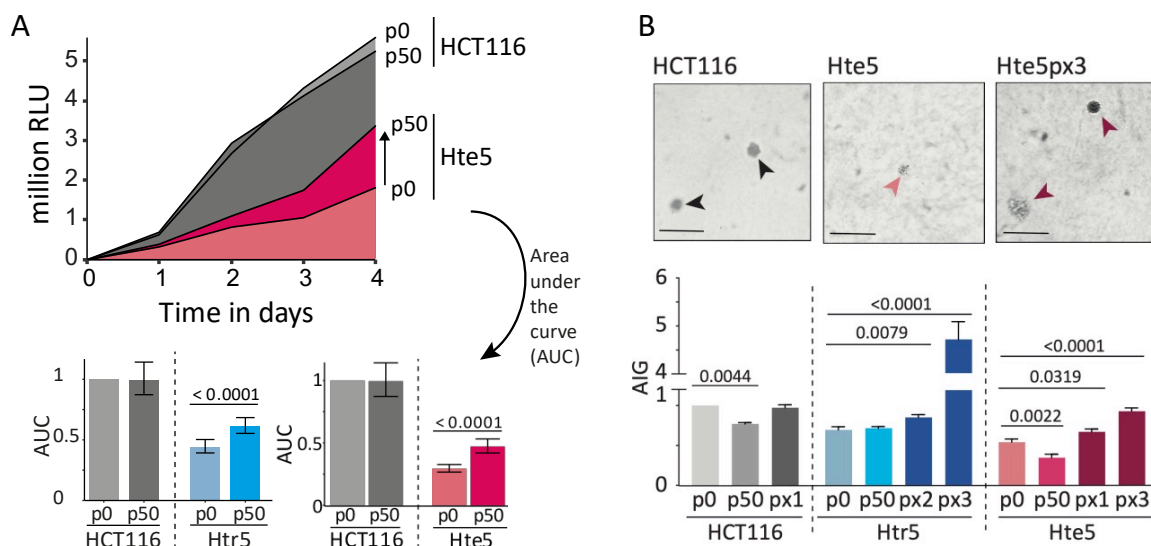 A
million RLU
5
4
3
2
1
0
0 1 2 3 4
Time in days
p0
p50
HCT116
p50
p0
Hte5
Area
under
the
curve
(AUC)
AUC
1
0.5
0
< 0.0001
p0 p50 p0 p50
HCT116 Htr5
AUC
1
0.5
0
< 0.0001
p0 p50 p0 p50
HCT116 Hte5
B
HCT116 Hte5 Hte5px3
AIG
6
5
4
1
0
0.0044
<0.0001
0.0079
<0.0001
0.0319
0.0022
p0 p50 px1 p0 p50 px2 px3 p0 p50 px1 px3
HCT116 Htr5 Hte5